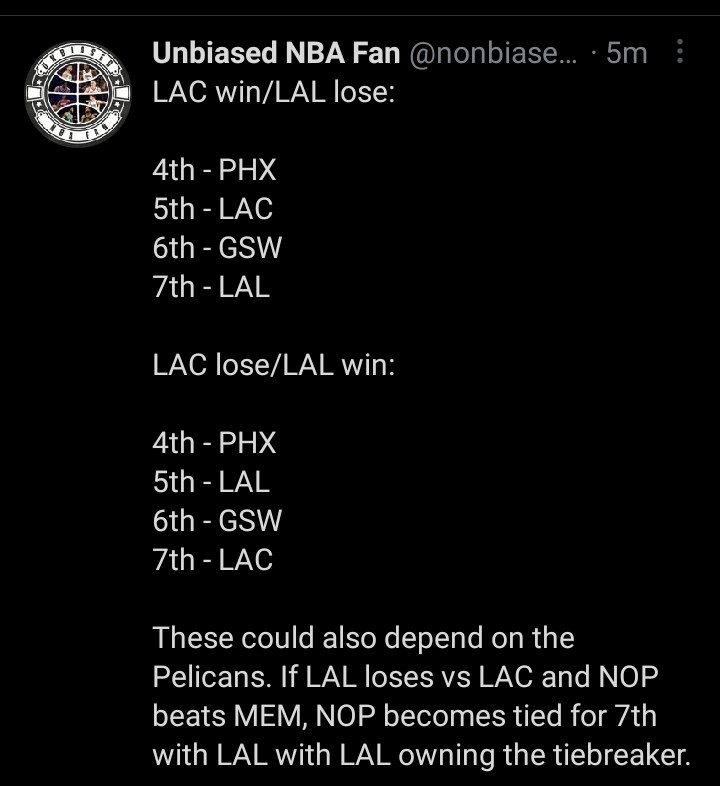 UNBIASED
NBA FAN
Unbiased NBA Fan @nonbiase... · 5m
LAC win/LAL lose:
4th - PHX
5th - LAC
6th - GSW
7th - LAL
LAC lose/LAL win:
4th - PHX
5th - LAL
6th - GSW
7th - LAC
These could also depend on the
Pelicans. If LAL loses vs LAC and NOP
beats MEM, NOP becomes tied for 7th
with LAL with LAL owning the tiebreaker.